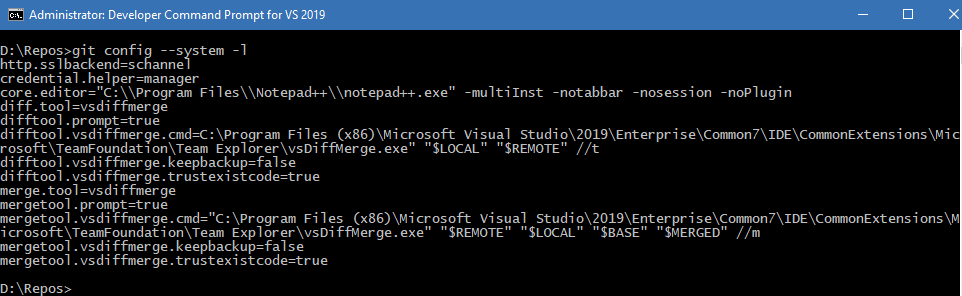 Administrator: Developer Command Prompt for VS 2019
D:\Repos>git config --system -l
http.sslbackend=schannel
credential.helper=manager
core.editor="C:\\Program Files\\Notepad++\\notepad++.exe" -multiInst -notabbar -nosession -noPlugin
diff.tool=vsdiffmerge
difftool.prompt=true
difftool.vsdiffmerge.cmd=C:\Program Files (x86)\Microsoft Visual Studio\2019\Enterprise\Common7\IDE\CommonExtensions\Mic
rosoft\TeamFoundation\Team Explorer\vsDiffMerge.exe" "$LOCAL" "$REMOTE" //t
difftool.vsdiffmerge.keepbackup=false
difftool.vsdiffmerge.trustexistcode=true
merge.tool=vsdiffmerge
mergetool.prompt=true
mergetool.vsdiffmerge.cmd="C:\Program Files (x86)\Microsoft Visual Studio\2019\Enterprise\Common7\IDE\CommonExtensions\M
icrosoft\TeamFoundation\Team Explorer\vsDiffMerge.exe" "$REMOTE" "$LOCAL" "$BASE" "$MERGED" //m
mergetool.vsdiffmerge.keepbackup=false
mergetool.vsdiffmerge.trustexistcode=true
D:\Repos>